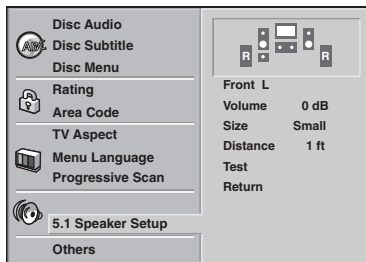 Disc Audio
Disc Subtitle
Disc Menu
Rating
Area Code
TV Aspect
Menu Language
Progressive Scan
5.1 Speaker Setup
Others
ABC
R R
Front L
Volume 0 dB
Size Small
Distance 1 ft
Test
Return